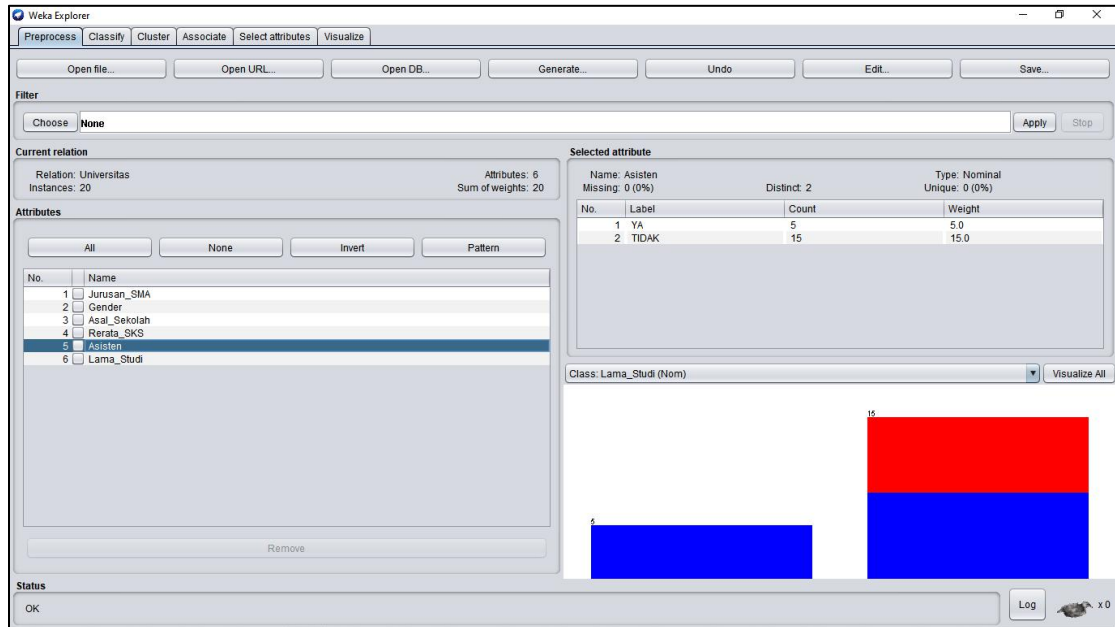 Weka Explorer
Preprocess Classify Cluster Associate Select attributes Visualize
Open file... Open URL... Open DB... Generate... Undo Edit... Save...
Filter
Choose None Apply Stop
Current relation
Relation: Universitas Attributes: 6
Instances: 20 Sum of weights: 20
Selected attribute
Name: Asisten Type: Nominal
Missing: 0 (0%) Distinct: 2 Unique: 0 (0%)
No. Label Count Weight
1 YA 5 5.0
2 TIDAK 15 15.0
Attributes
All None Invert Pattern
No. Name
1 Jurusan_SMA
2 Gender
3 Asal_Sekolah
4 Rerata_SKS
5 Asisten
6 Lama_Studi
Remove
Class: Lama_Studi (Nom) Visualize All
15
5
Status
OK
Log x 0